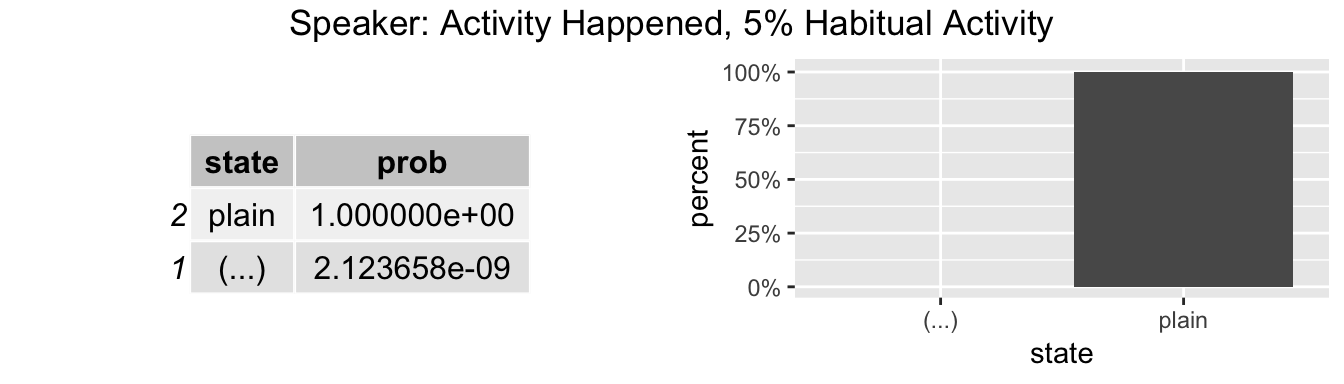 Speaker: Activity Happened, 5% Habitual Activity
state prob
2 plain 1.000000e+00
1 (...) 2.123658e-09
percent
100%
75%
50%
25%
0%
(...) plain
state